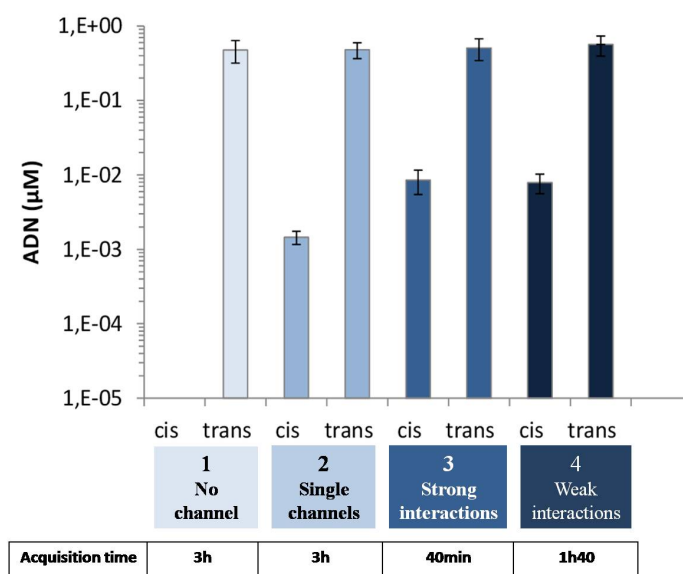 1,E+00
1,E-01
1,E-02
1,E-03
1,E-04
1,E-05
ADN (µM)
cis trans cis trans cis trans cis trans
1
No
channel
2
Single
channels
3
Strong
interactions
4
Weak
interactions
Acquisition time 3h 3h 40min 1h40